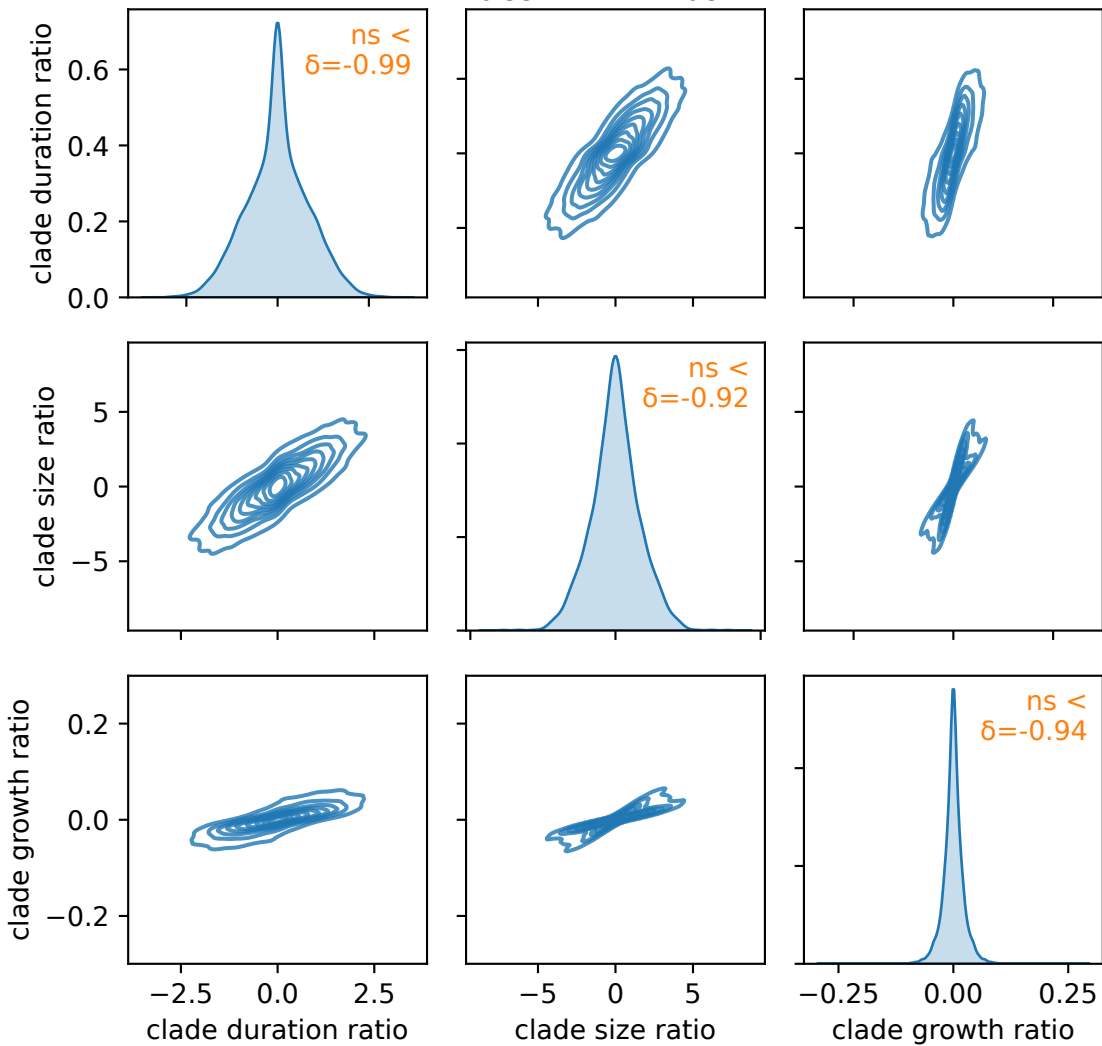 clade duration ratio
0.6
0.4
0.2
0.0
ns <
δ=-0.99
clade size ratio
5
0
−5
ns <
δ=-0.92
clade growth ratio
0.2
0.0
−0.2
ns <
δ=-0.94
−2.5 0.0 2.5
−5 0 5
−0.25 0.00 0.25
clade duration ratio
clade size ratio
clade growth ratio